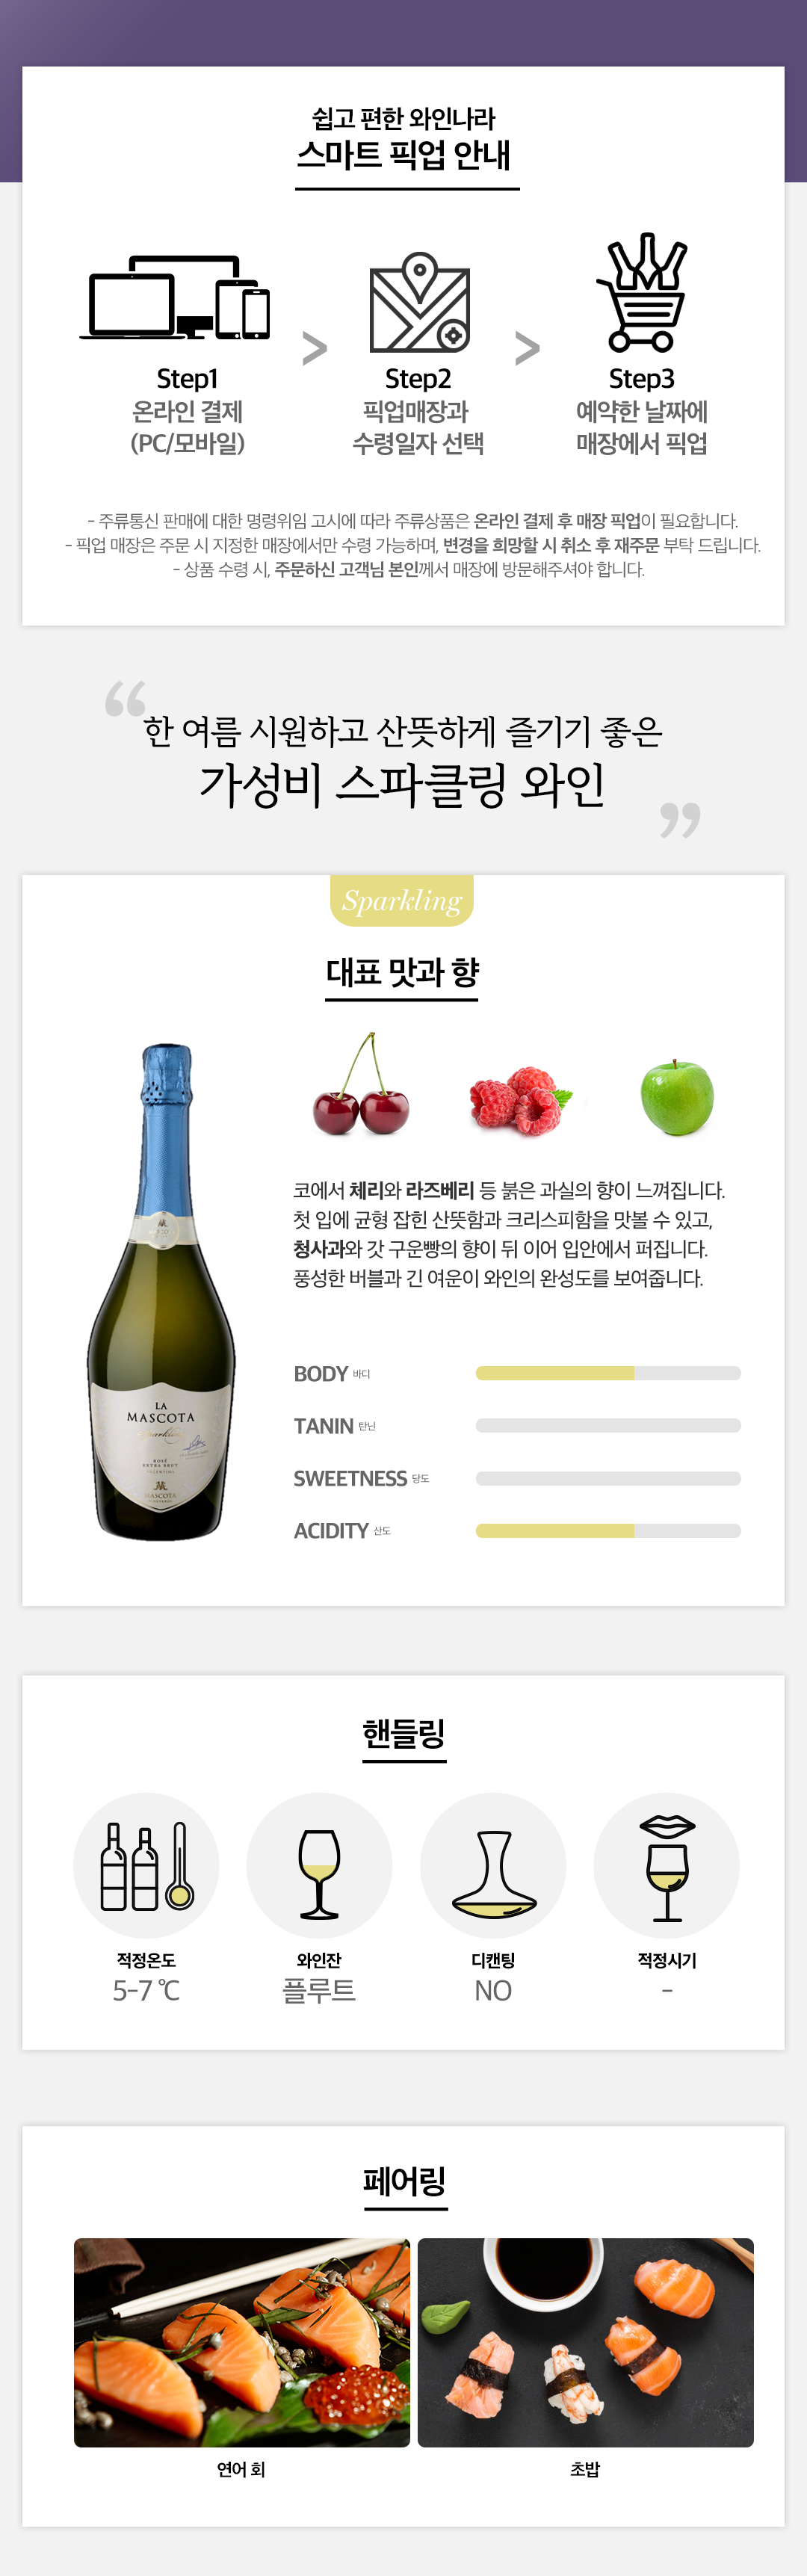 쉽고 편한 와인나라
스마트 픽업 안내
Step1
온라인 결제
(PC/모바일)
>
Step2
픽업매장과
수령일자 선택
>
Step3
예약한 날짜에
매장에서 픽업
- 주류통신 판매에 대한 명령위임 고시에 따라 주류상품은 온라인 결제 후 매장 픽업이 필요합니다.
- 픽업 매장은 주문 시 지정한 매장에서만 수령 가능하며, 변경을 희망할 시 취소 후 재주문 부탁 드립니다.
- 상품 수령 시, 주문하신 고객님 본인께서 매장에 방문해주셔야 합니다.
“한 여름 시원하고 산뜻하게 즐기기 좋은
가성비 스파클링 와인”
Sparkling
대표 맛과 향
코에서 체리와 라즈베리 등 붉은 과실의 향이 느껴집니다.
첫 입에 균형 잡힌 산뜻함과 크리스피함을 맛볼 수 있고,
청사과와 갓 구운빵의 향이 뒤 이어 입안에서 퍼집니다.
풍성한 버블과 긴 여운이 와인의 완성도를 보여줍니다.
LA
MASCOTA
Sparkling
ROSÉ
EXTRA BRUT
ARGENTINA
M
MASCOTA
VINEYARDS
BODY 바디
TANIN 탄닌
SWEETNESS 당도
ACIDITY 산도
핸들링
적정온도
5-7 ℃
와인잔
플루트
디캔팅
NO
적정시기
-
페어링
연어 회
초밥